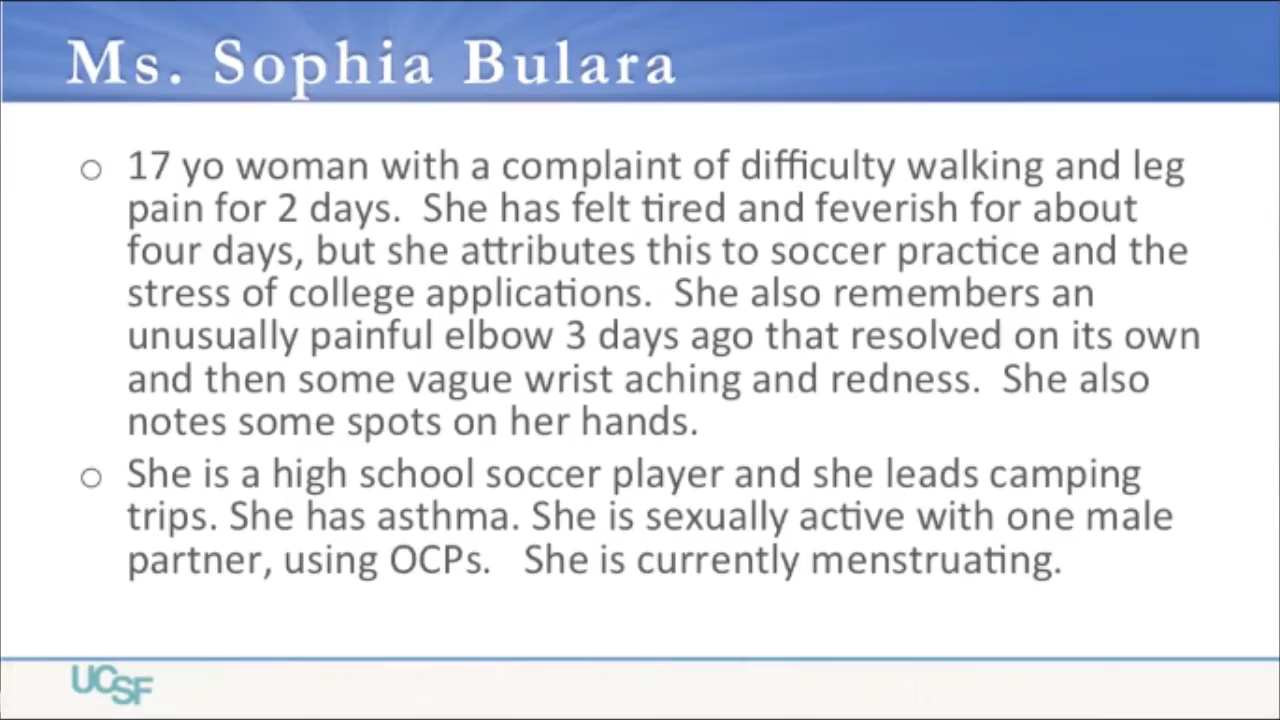 Ms. Sophia Bulara
○ 17 yo woman with a complaint of difficulty walking and leg
pain for 2 days.  She has felt tired and feverish for about
four days, but she attributes this to soccer practice and the
stress of college applications.  She also remembers an
unusually painful elbow 3 days ago that resolved on its own
and then some vague wrist aching and redness.  She also
notes some spots on her hands.
○ She is a high school soccer player and she leads camping
trips. She has asthma. She is sexually active with one male
partner, using OCPs.   She is currently menstruating.
UCSF